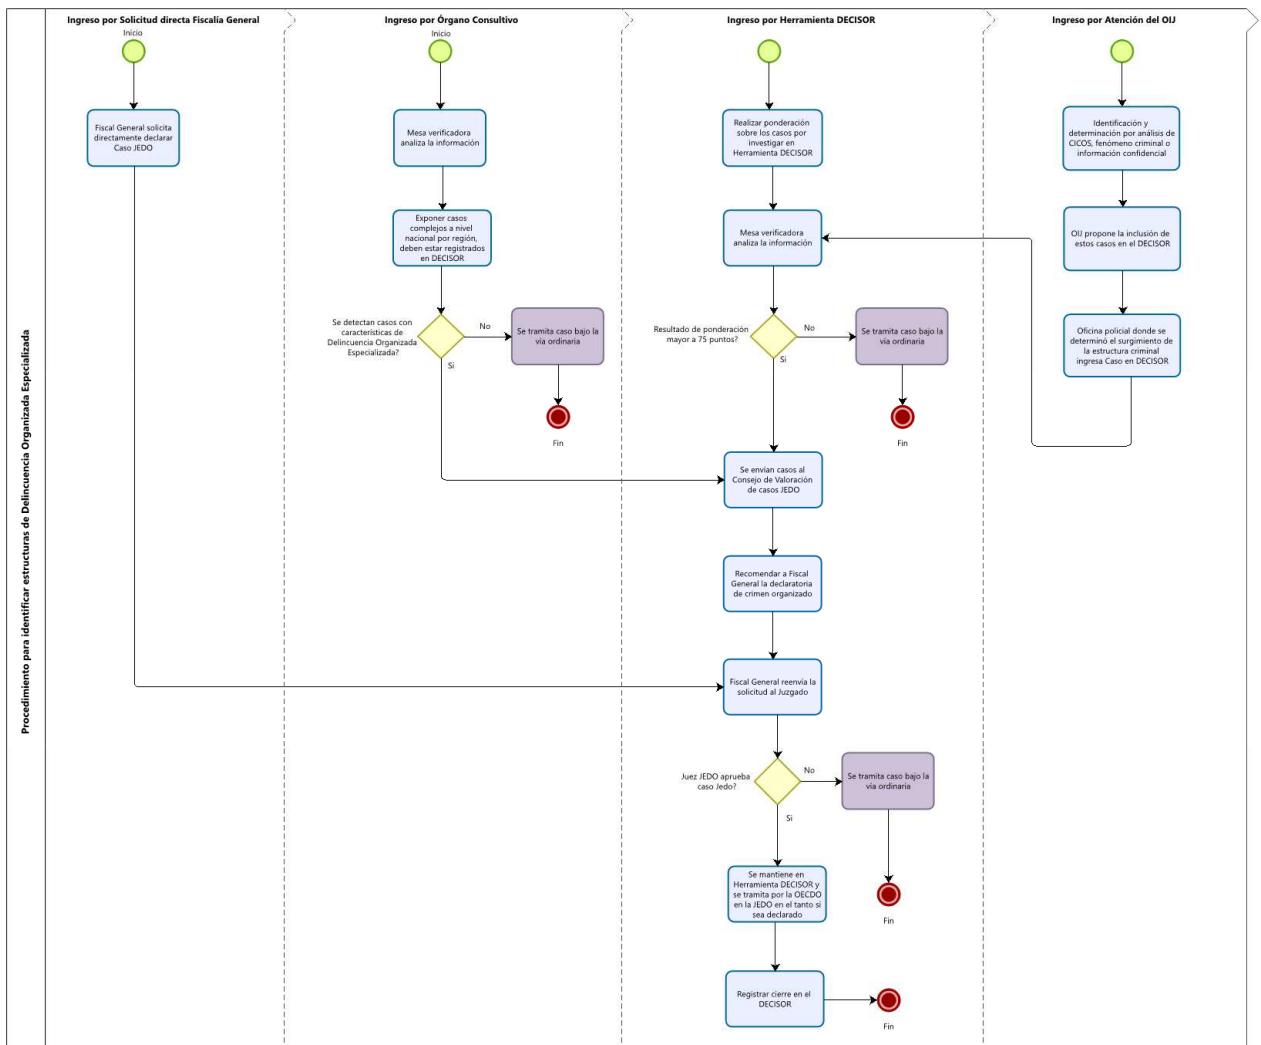 Procedimiento para identificar estructuras de Delincuencia Organizada Especializada
Ingreso por Solicitud directa Fiscalía General
Inicio
Fiscal General solicita
directamente declarar
Caso JEDO
Ingreso por Órgano Consultivo
Inicio
Mesa verificadora
analiza la información
Exponer casos
complejos a nivel
nacional por región,
deben estar registrados
en DECISOR
Se detectan casos con
características de
Delincuencia Organizada
Especializada?
No
Se tramita caso bajo la
vía ordinaria
Fin
Si
Ingreso por Herramienta DECISOR
Realizar ponderación
sobre los casos por
investigar en
Herramienta DECISOR
Mesa verificadora
analiza la información
Resultado de ponderación
mayor a 75 puntos?
No
Se tramita caso bajo la
vía ordinaria
Fin
Si
Se envían casos al
Consejo de Valoración
de casos JEDO
Recomendar a Fiscal
General la declaratoria
de crimen organizado
Fiscal General reenvía la
solicitud al Juzgado
Juez JEDO aprueba
caso Jedo?
No
Se tramita caso bajo la
vía ordinaria
Fin
Si
Se mantiene en
Herramienta DECISOR y
se tramita por la OECDO
en la JEDO en el tanto si
sea declarado
Registrar cierre en el
DECISOR
Fin
Ingreso por Atención del OIJ
Identificación y
determinación por análisis de
CICOS, fenómeno criminal o
información confidencial
OIJ propone la inclusión de
estos casos en el DECISOR
Oficina policial donde se
determinó el surgimiento de
la estructura criminal
ingresa Caso en DECISOR